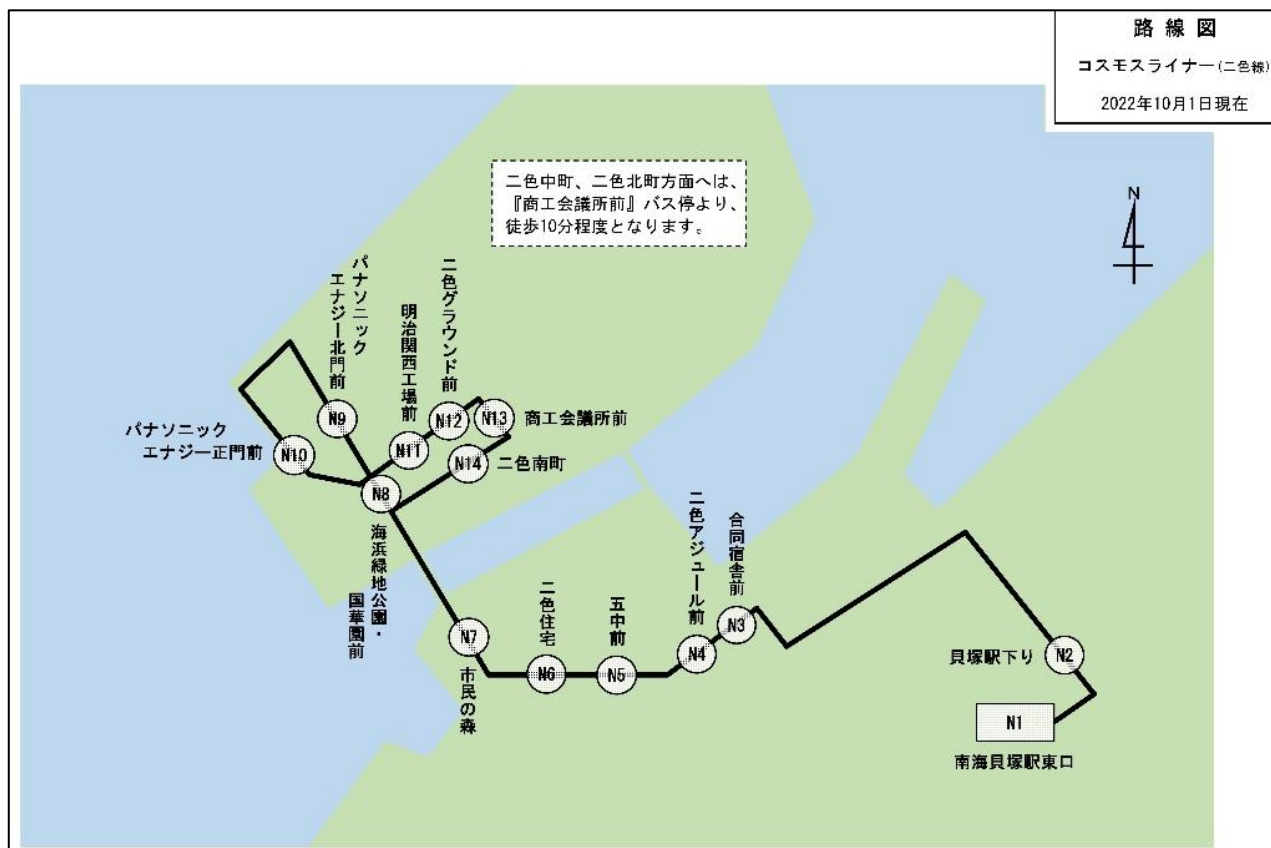 路線図
コスモスライナー(二色線)
2022年10月1日現在
二色中町、二色北町方面へは、
『商工会議所前』バス停より、
徒歩10分程度となります。
N
パナソニック
エナジー北門前
明治関西工場前
二色グラウンド前
N9
N12
N13
商工会議所前
パナソニック
エナジー正門前
N10
N11
N14
二色南町
N8
海浜緑地公園・
国華園前
二色アジュール前
合同宿舎前
N7
市民の森
二色住宅
N6
五中前
N5
N4
N3
貝塚駅下り
N2
N1
南海貝塚駅東口